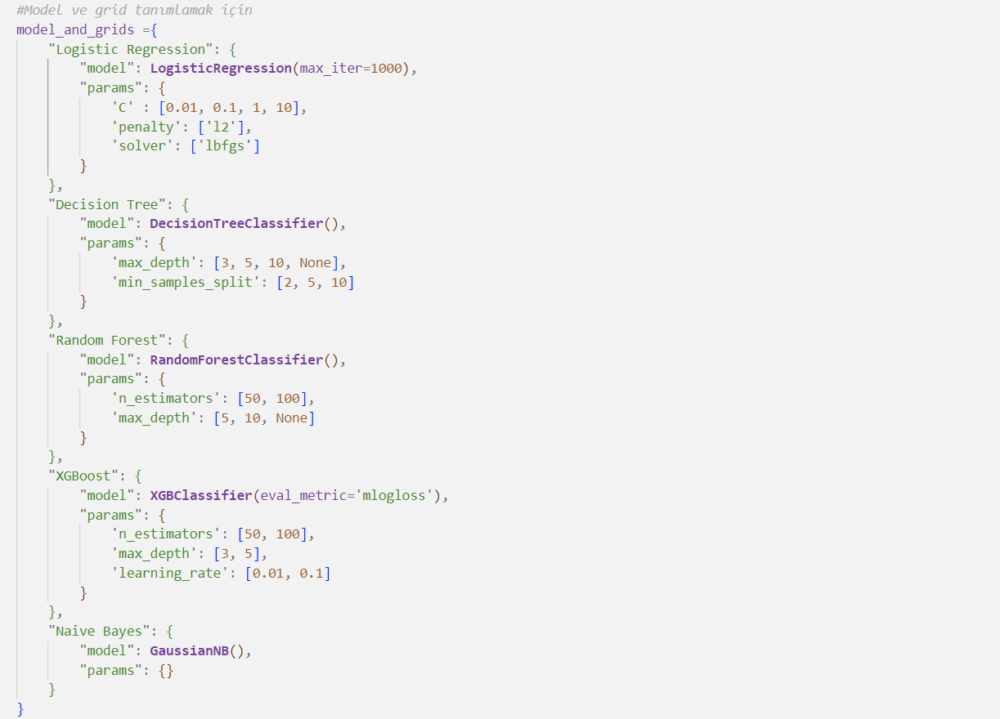 #Model ve grid tanımlamak için
model_and_grids ={
    "Logistic Regression": {
        "model": LogisticRegression(max_iter=1000),
        "params": {
            'C' : [0.01, 0.1, 1, 10],
            'penalty': ['l2'],
            'solver': ['lbfgs']
        }
    },
    "Decision Tree": {
        "model": DecisionTreeClassifier(),
        "params": {
            'max_depth': [3, 5, 10, None],
            'min_samples_split': [2, 5, 10]
        }
    },
    "Random Forest": {
        "model": RandomForestClassifier(),
        "params": {
            'n_estimators': [50, 100],
            'max_depth': [5, 10, None]
        }
    },
    "XGBoost": {
        "model": XGBClassifier(eval_metric='mlogloss'),
        "params": {
            'n_estimators': [50, 100],
            'max_depth': [3, 5],
            'learning_rate': [0.01, 0.1]
        }
    },
    "Naive Bayes": {
        "model": GaussianNB(),
        "params": {}
    }
}